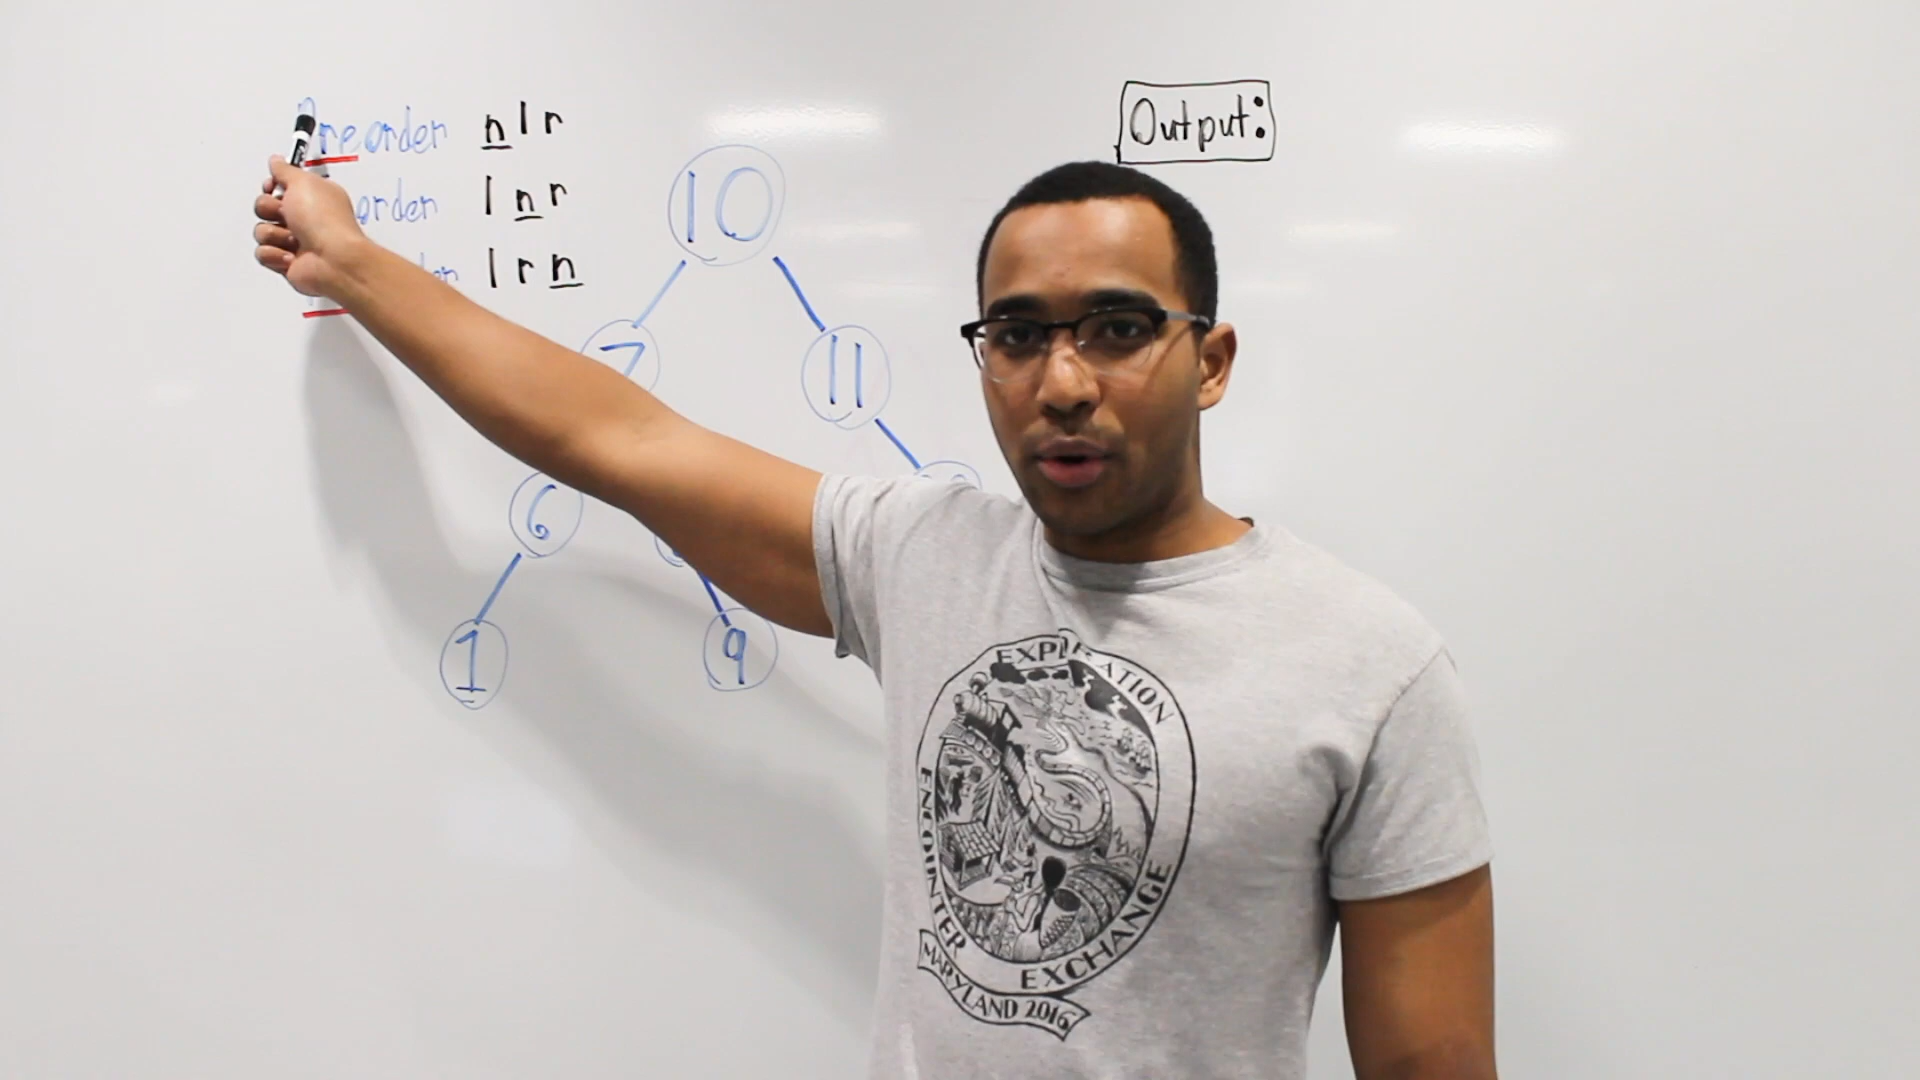 Preorder n l r
order l n r
l r n
Output:
10
7
11
6
1
9
EXPLORATION
ENCOUNTER
EXCHANGE
MARYLAND 2016